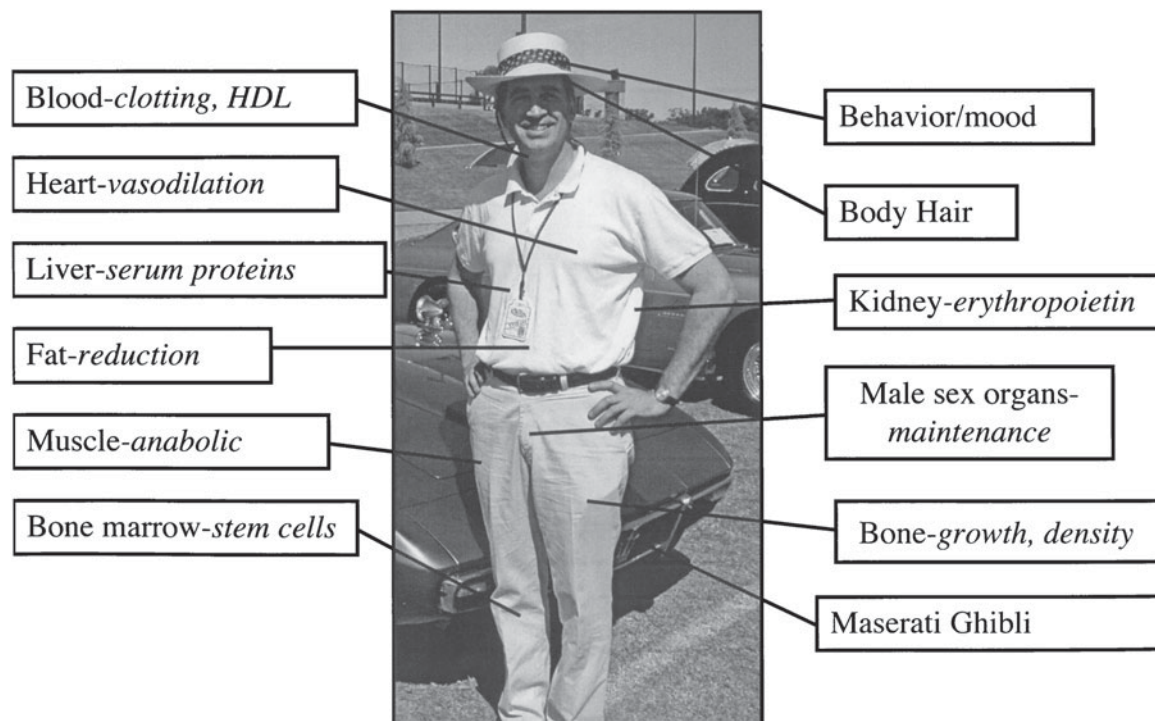 Blood-clotting, HDL
Heart-vasodilation
Liver-serum proteins
Fat-reduction
Muscle-anabolic
Bone marrow-stem cells
Behavior/mood
Body Hair
Kidney-erythropoietin
Male sex organs-
maintenance
Bone-growth, density
Maserati Ghibli